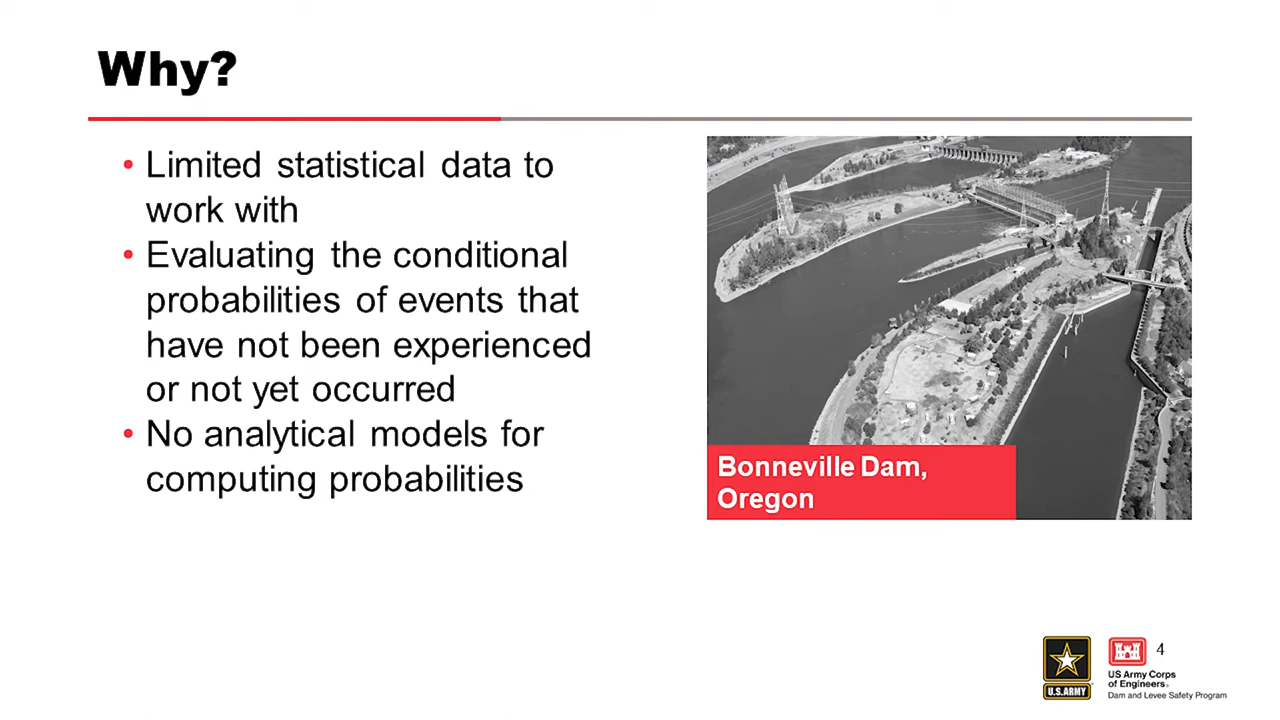 Why?
• Limited statistical data to
work with
• Evaluating the conditional
probabilities of events that
have not been experienced
or not yet occurred
• No analytical models for
computing probabilities
Bonneville Dam,
Oregon
U.S.ARMY
4
US Army Corps
of Engineers®
Dam and Levee Safety Program